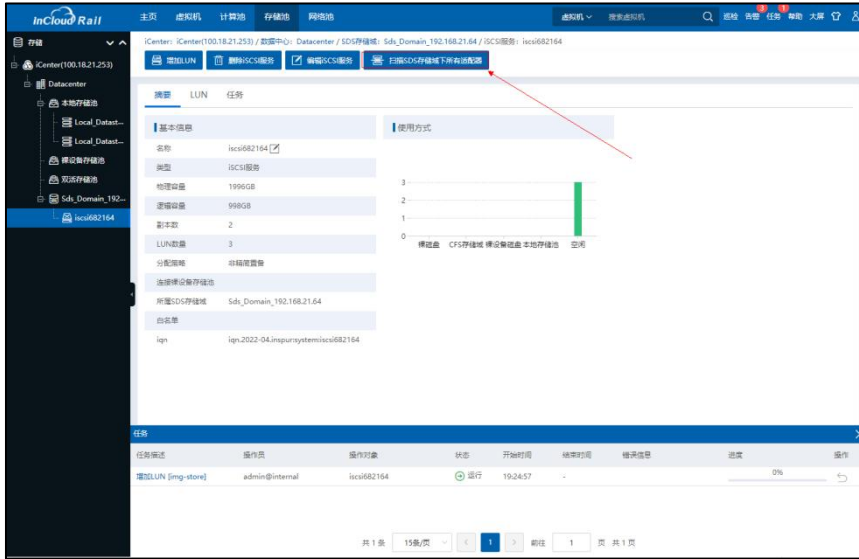 InCloud Rail
主页 虚拟机 计算池 存储池 网络池 虚拟机 搜索虚拟机 巡检 告警 3 任务 1 帮助 大屏
存储
iCenter(100.18.21.253)
Datacenter
本地存储池
Local_Datast...
Local_Datast...
裸设备存储池
双活存储池
Sds_Domain_192...
iscsi682164
iCenter: iCenter(100.18.21.253) / 数据中心: Datacenter / SDS存储域: Sds_Domain_192.168.21.64 / iSCSI服务: iscsi682164
增加LUN 删除iSCSI服务 编辑iSCSI服务 扫描SDS存储域下所有适配器
摘要 LUN 任务
基本信息
名称 iscsi682164
类型 iSCSI服务
物理容量 1996GB
逻辑容量 998GB
副本数 2
LUN数量 3
分配策略 非精简置备
连接裸设备存储池
所属SDS存储域 Sds_Domain_192.168.21.64
白名单
iqn iqn.2022-04.inspur:system:iscsi682164
使用方式
3
2
1
0
裸磁盘 CFS存储域 裸设备磁盘 本地存储池 空闲
任务
任务描述 操作员 操作对象 状态 开始时间 结束时间 错误信息 进度 操作
增加LUN [img-store] admin@internal iscsi682164 运行 19:24:57 - 0%
共 1 条 15条/页 < 1 > 前往 1 页 共 1 页